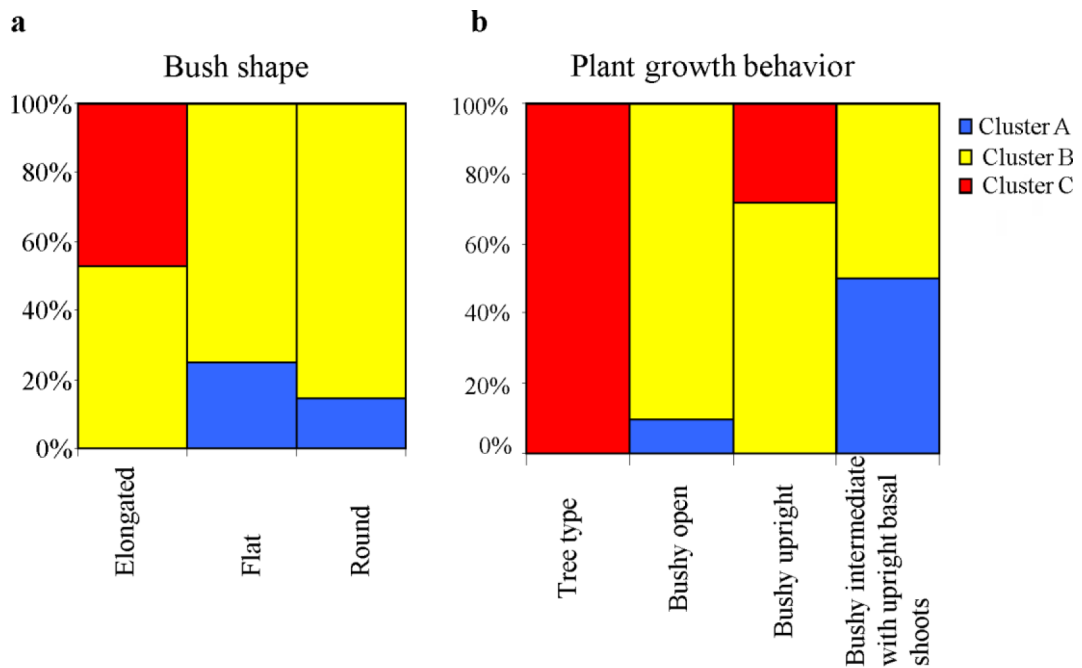 a
Bush shape
100%
80%
60%
40%
20%
0%
Elongated
Flat
Round
b
Plant growth behavior
100%
80%
60%
40%
20%
0%
Tree type
Bushy open
Bushy upright
Bushy intermediate
with upright basal
shoots
Cluster A
Cluster B
Cluster C